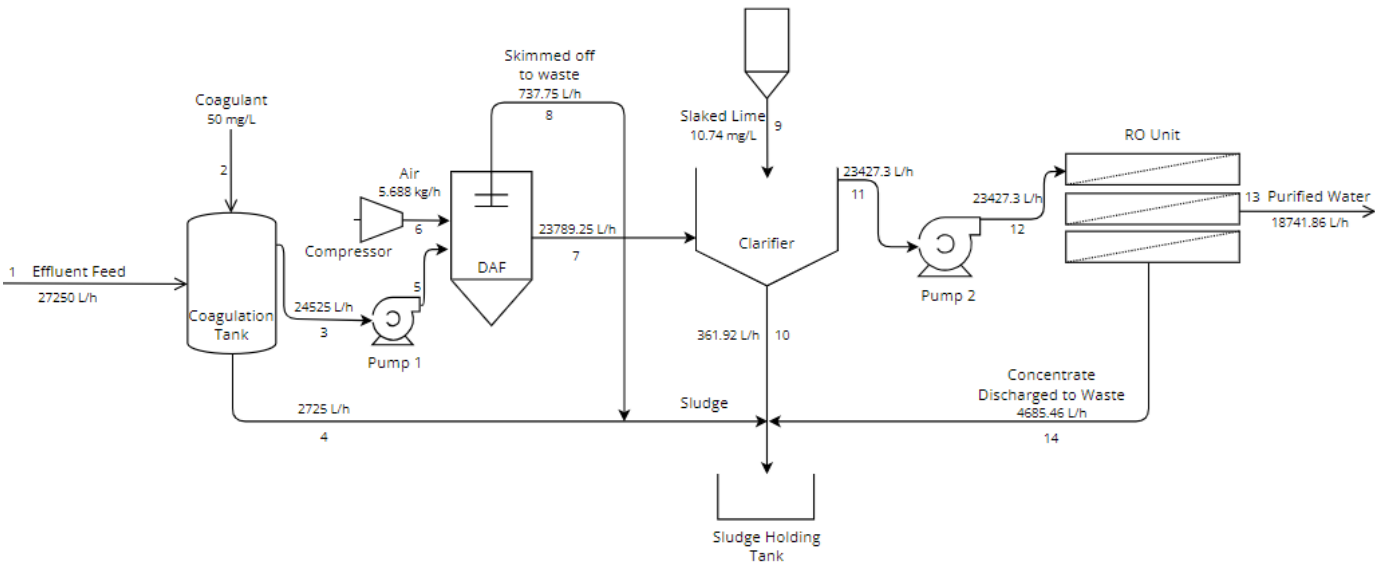 Skimmed off
to waste
737.75 L/h
8
Coagulant
50 mg/L
2
Slaked Lime
10.74 mg/L
9
RO Unit
Air
5.688 kg/h
6
Compressor
23427.3 L/h
11
23427.3 L/h
12
13 Purified Water
18741.86 L/h
23789.25 L/h
7
Clarifier
1 Effluent Feed
27250 L/h
DAF
5
Pump 2
24525 L/h
3
Coagulation
Tank
Pump 1
361.92 L/h
10
Concentrate
Discharged to Waste
4685.46 L/h
14
2725 L/h
4
Sludge
Sludge Holding
Tank